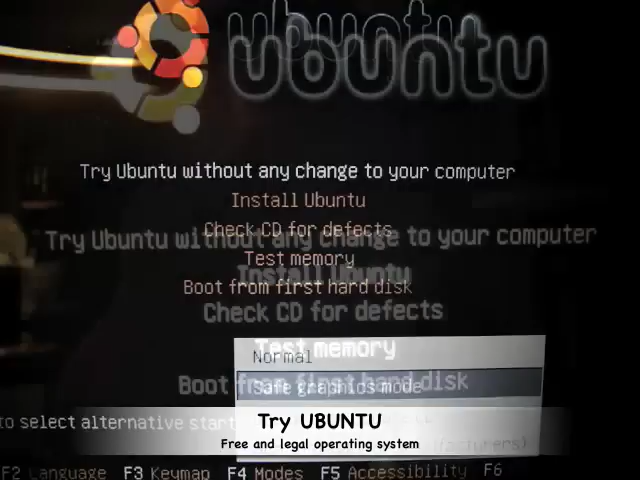 ubuntu
ubuntu
Try Ubuntu without any change to your computer
Install Ubuntu
Check CD for defects
Try Ubuntu without any change to your computer
Test memory
Install Ubuntu
Boot from first hard disk
Check CD for defects
Test memory
Normal
Boot from first hard disk
Safe graphics mode
to select alternative start
Try UBUNTU
Free and legal operating system
F2 Language F3 Keymap F4 Modes F5 Accessibility F6